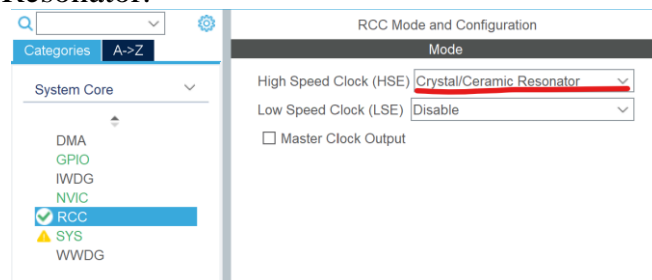 Resonator.
RCC Mode and Configuration
Categories A->Z
Mode
System Core
High Speed Clock (HSE) Crystal/Ceramic Resonator
Low Speed Clock (LSE) Disable
Master Clock Output
DMA
GPIO
IWDG
NVIC
RCC
SYS
WWDG